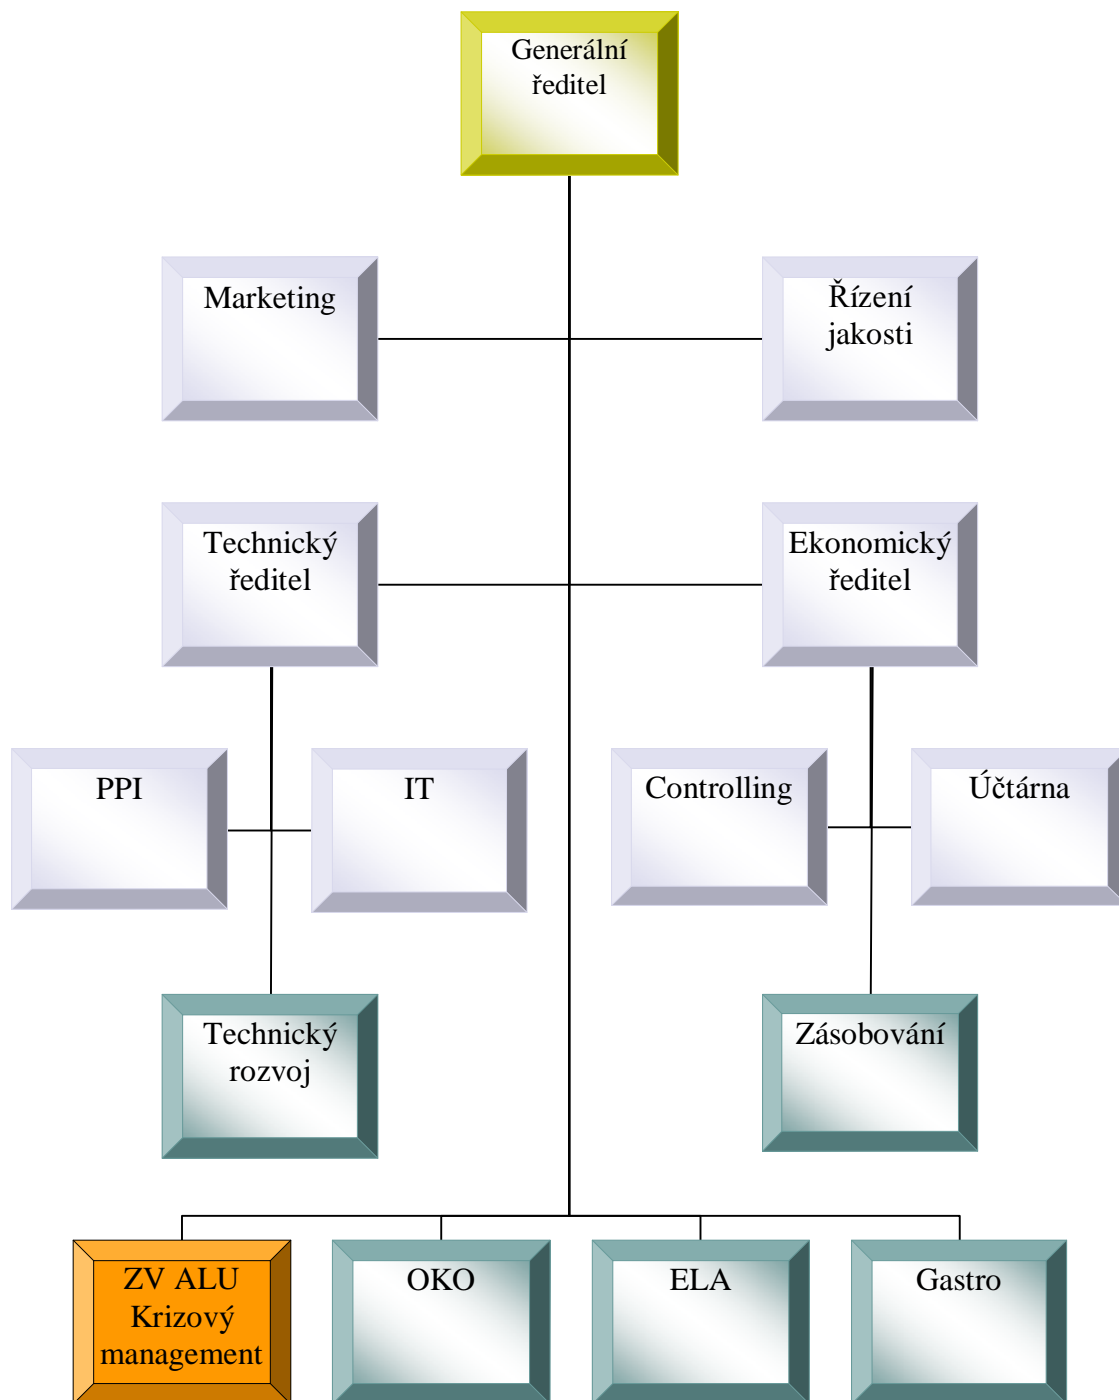 Generální
ředitel
Marketing
Řízení
jakosti
Technický
ředitel
Ekonomický
ředitel
PPI
IT
Controlling
Účtárna
Technický
rozvoj
Zásobování
ZV ALU
Krizový
management
OKO
ELA
Gastro